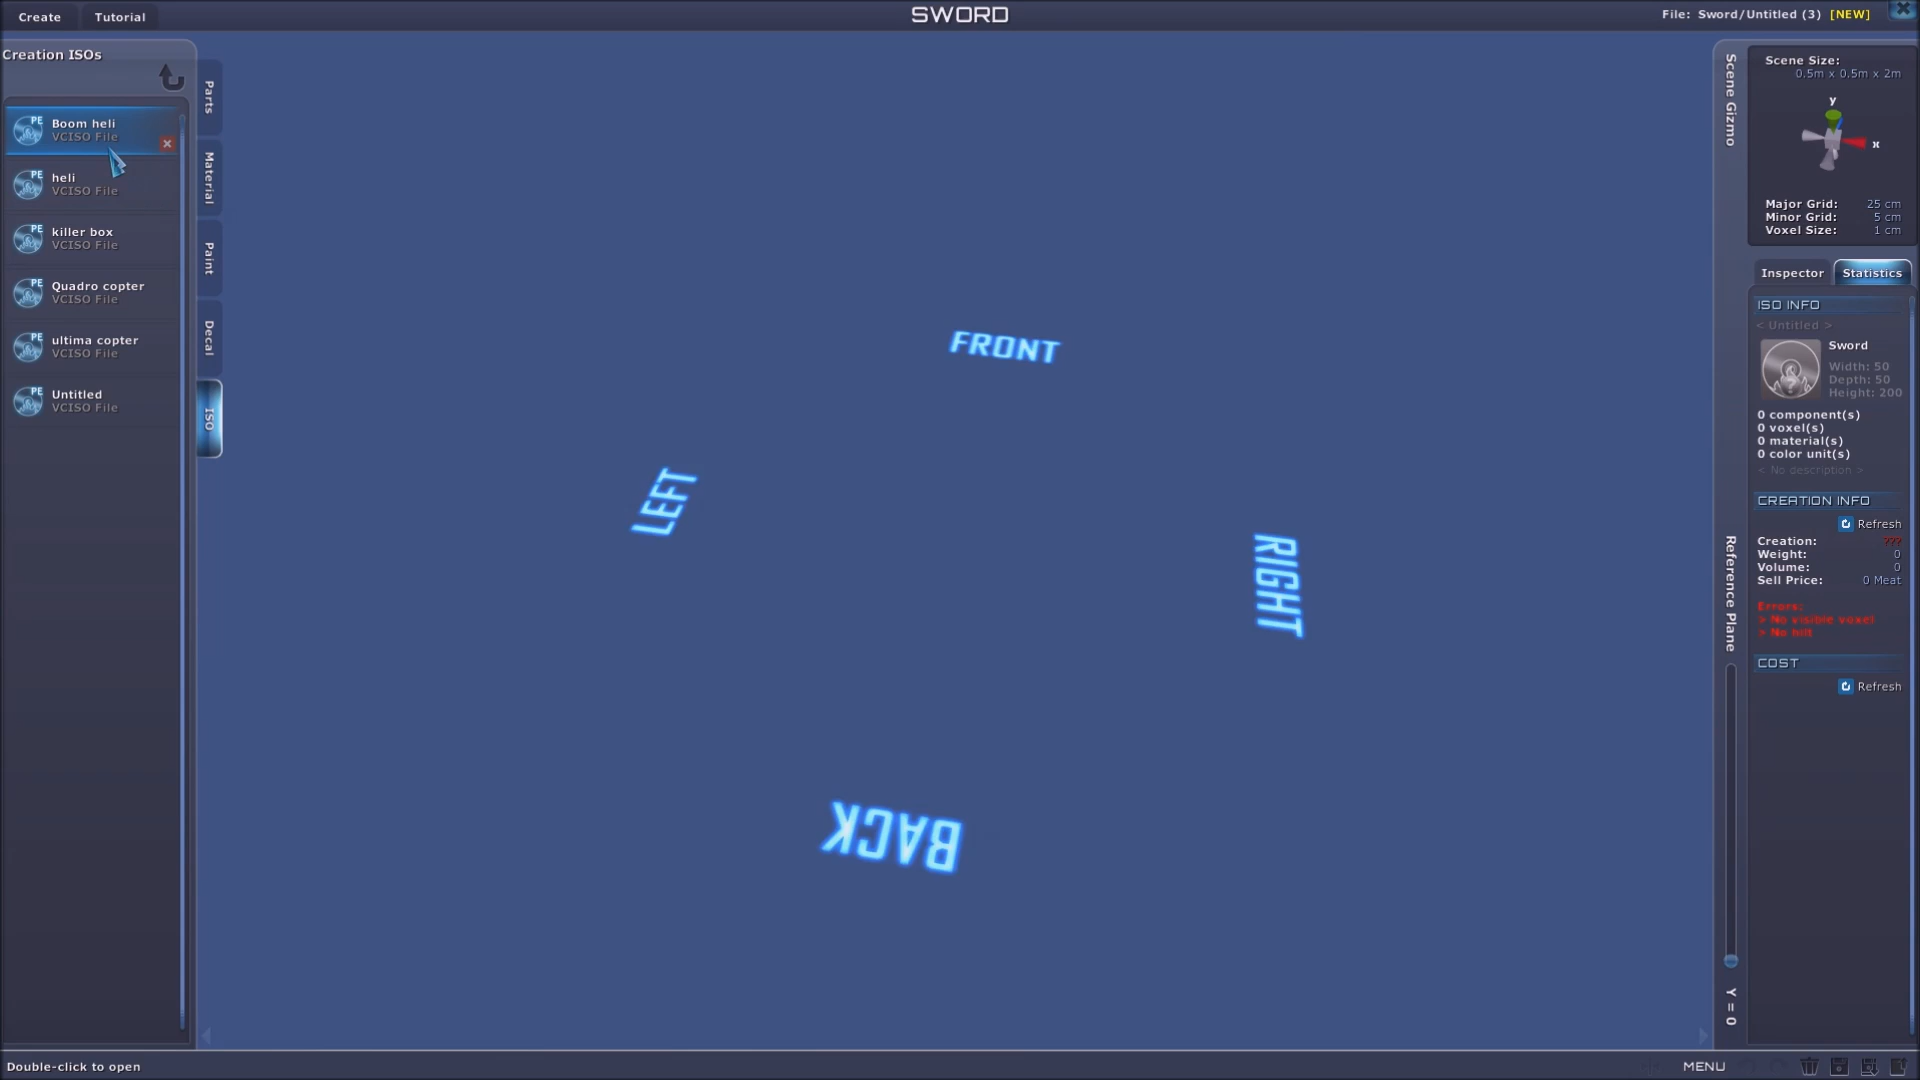 Create
Tutorial
SWORD
File: Sword/Untitled (3) [NEW]
Creation ISOs
Boom heli
VCISO File
heli
VCISO File
killer box
VCISO File
Quadro copter
VCISO File
ultima copter
VCISO File
Untitled
VCISO File
PE
PE
PE
PE
PE
PE
Parts
Material
Paint
Decal
ISO
FRONT
LEFT
RIGHT
BACK
Scene Gizmo
Reference Plane
Y = 0
Scene Size:
0.5m x 0.5m x 2m
y
x
Major Grid: 25 cm
Minor Grid: 5 cm
Voxel Size: 1 cm
Inspector
Statistics
ISO INFO
< Untitled >
Sword
Width: 50
Depth: 50
Height: 200
0 component(s)
0 voxel(s)
0 material(s)
0 color unit(s)
< No description >
CREATION INFO
Refresh
Creation: ???
Weight: 0
Volume: 0
Sell Price: 0 Meat
Errors:
> No visible voxel
> No hilt
COST
Refresh
Double-click to open
MENU